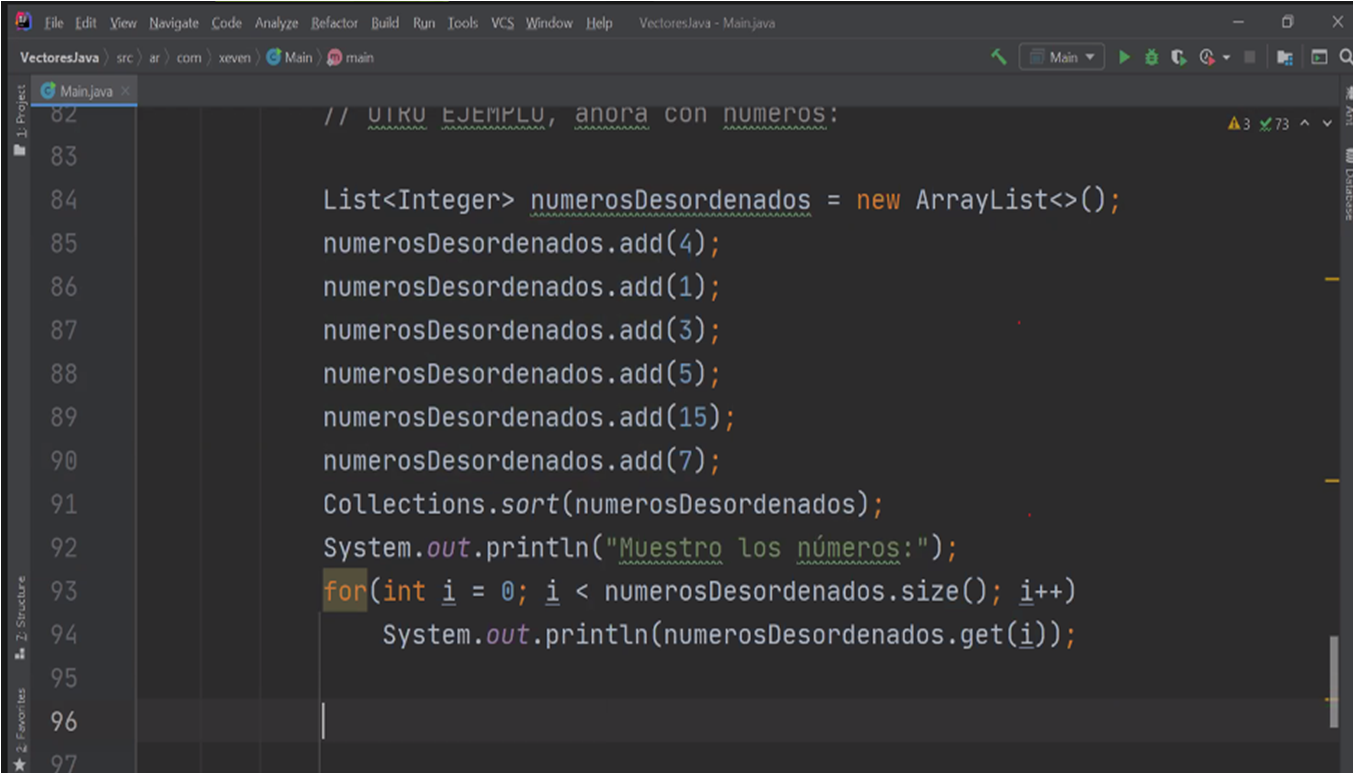 File Edit View Navigate Code Analyze Refactor Build Run Tools VCS Window Help VectoresJava - Main.java
VectoresJava src ar com xeven Main main Main
Main.java
1: Project
Ant
Database
3 73
82 // OTRO EJEMPLO, ahora con numeros:
83
84 List<Integer> numerosDesordenados = new ArrayList<>();
85 numerosDesordenados.add(4);
86 numerosDesordenados.add(1);
87 numerosDesordenados.add(3);
88 numerosDesordenados.add(5);
89 numerosDesordenados.add(15);
90 numerosDesordenados.add(7);
91 Collections.sort(numerosDesordenados);
92 System.out.println("Muestro los números:");
93 for(int i = 0; i < numerosDesordenados.size(); i++)
94 System.out.println(numerosDesordenados.get(i));
95
96
97
7: Structure
2: Favorites